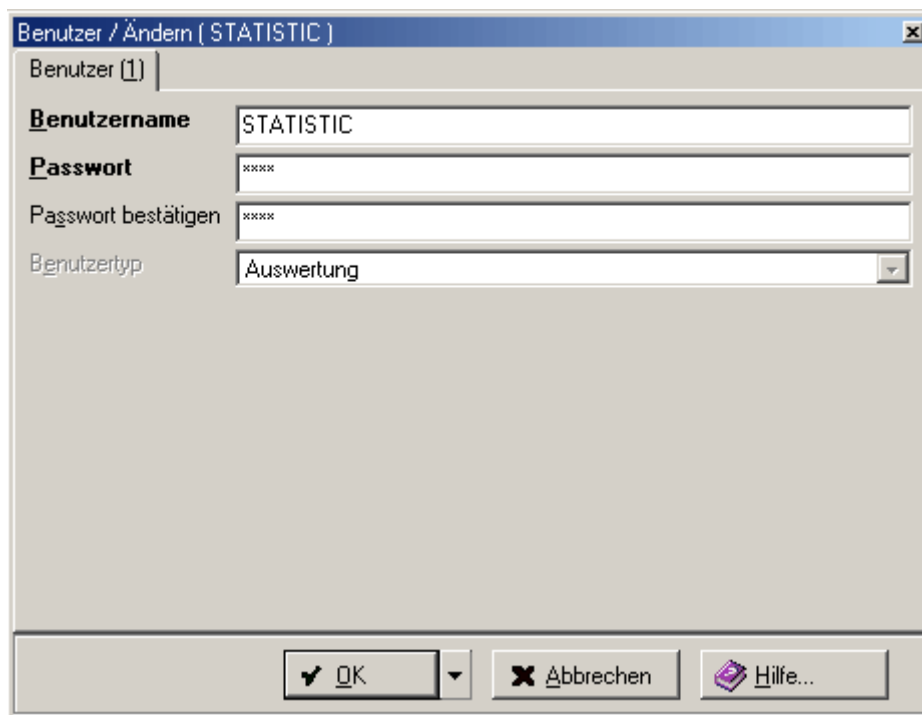 Benutzer / Ändern ( STATISTIC )
Benutzer (1)
Benutzername STATISTIC
Passwort ****
Passwort bestätigen ****
Benutzertyp Auswertung
OK Abbrechen Hilfe...